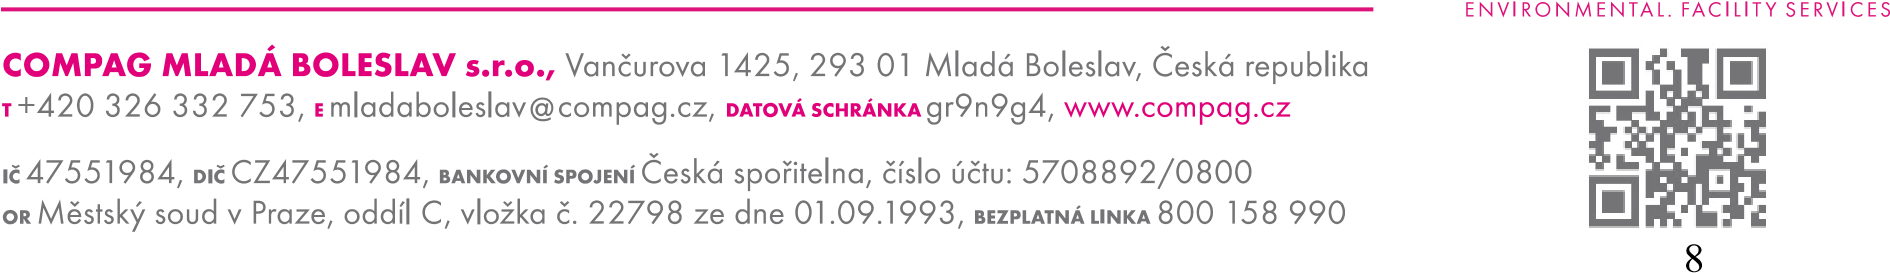 ENVIRONMENTAL. FACILITY SERVICES
COMPAG MLADÁ BOLESLAV s.r.o., Vančurova 1425, 293 01 Mladá Boleslav, Česká republika
T +420 326 332 753, E mladaboleslav@compag.cz, DATOVÁ SCHRÁNKA gr9n9g4, www.compag.cz
IČ 47551984, DIČ CZ47551984, BANKOVNÍ SPOJENÍ Česká spořitelna, číslo účtu: 5708892/0800
OR Městský soud v Praze, oddíl C, vložka č. 22798 ze dne 01.09.1993, BEZPLATNÁ LINKA 800 158 990
8